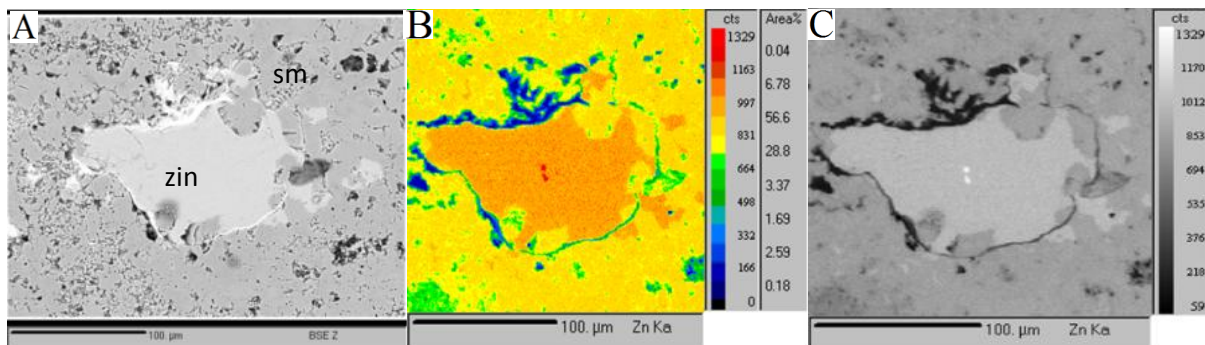 A
sm
zin
100. µm BSE Z
B
cts
1329
1163
997
831
664
498
332
166
0
Area%
0.04
6.78
56.6
28.8
3.37
1.69
2.59
0.18
100. µm Zn Ka
C
cts
1329
1170
1012
853
694
535
376
218
59
100. µm Zn Ka